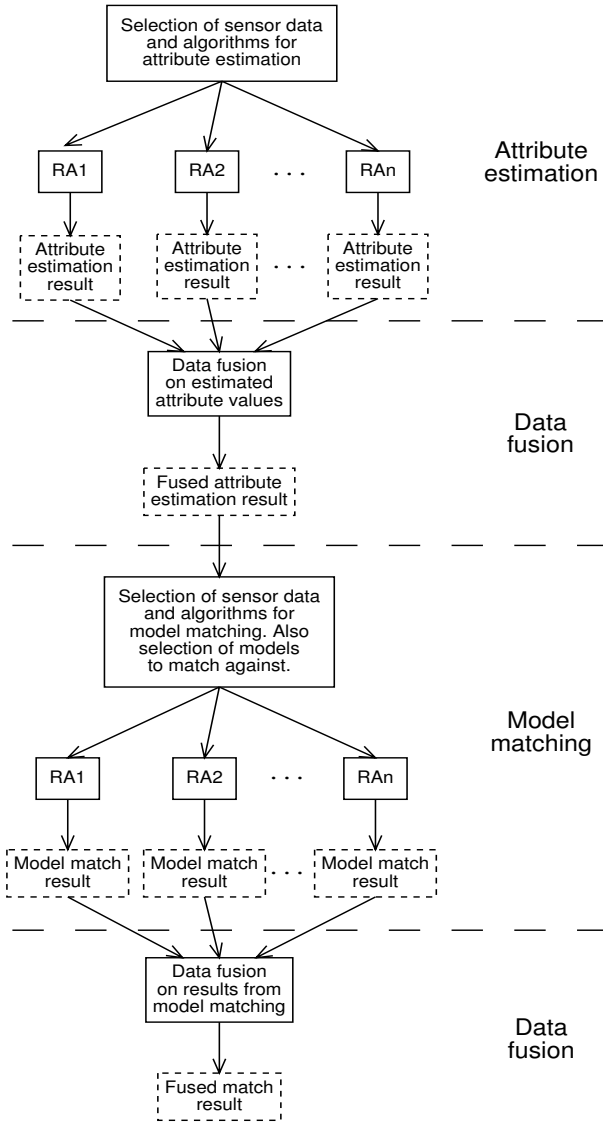 Selection of sensor data
and algorithms for
attribute estimation
RA1
RA2
. . .
RAn
Attribute
estimation
Attribute
estimation
result
Attribute
estimation
result
. . .
Attribute
estimation
result
Data fusion
on estimated
attribute values
Data
fusion
Fused attribute
estimation result
Selection of sensor data
and algorithms for
model matching. Also
selection of models
to match against.
Model
matching
RA1
RA2
. . .
RAn
Model match
result
Model match
result
. . .
Model match
result
Data fusion
on results from
model matching
Data
fusion
Fused match
result